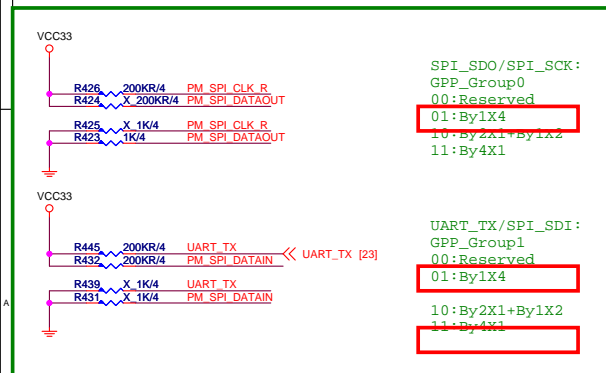 VCC33
R426 200KR/4 PM_SPI_CLK_R
R424 X_200KR/4 PM_SPI_DATAOUT
R425 X_1K/4 PM_SPI_CLK_R
R423 1K/4 PM_SPI_DATAOUT
SPI_SDO/SPI_SCK:
GPP_Group0
00:Reserved
01:By1X4
10:By2X1+By1X2
11:By4X1
VCC33
R445 200KR/4 UART_TX UART_TX [23]
R432 200KR/4 PM_SPI_DATAIN
R439 X_1K/4 UART_TX
R431 X_1K/4 PM_SPI_DATAIN
UART_TX/SPI_SDI:
GPP_Group1
00:Reserved
01:By1X4
10:By2X1+By1X2
11:By4X1
A